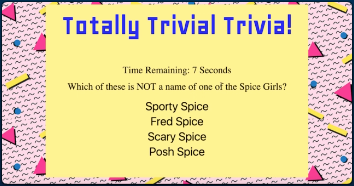 Totally Trivial Trivia!
Time Remaining: 7 Seconds
Which of these is NOT a name of one of the Spice Girls?
Sporty Spice
Fred Spice
Scary Spice
Posh Spice